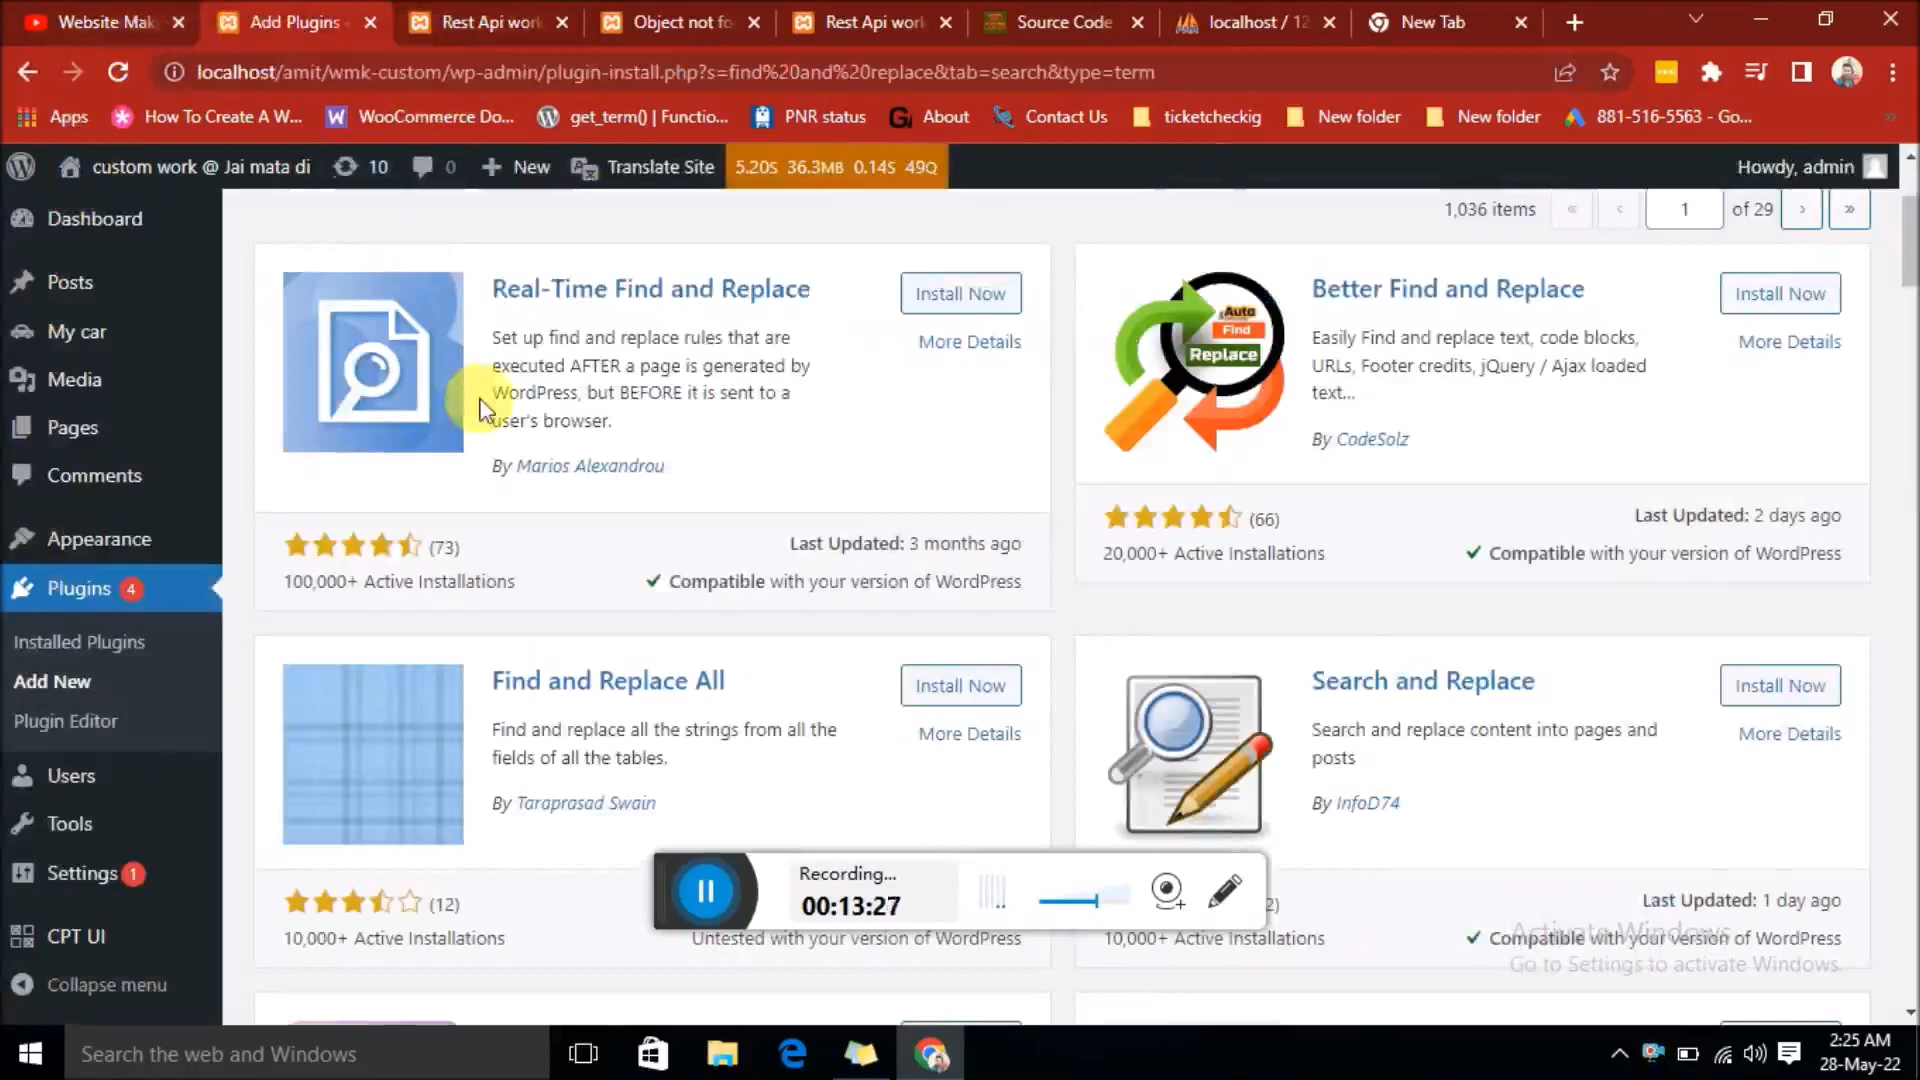 Website Mak
Add Plugins
Rest Api work
Object not fo
Rest Api work
Source Code
localhost / 12
New Tab
localhost/amit/wmk-custom/wp-admin/plugin-install.php?s=find%20and%20replace&tab=search&type=term
Apps
How To Create A W...
WooCommerce Do...
get_term() | Functio...
PNR status
About
Contact Us
ticketcheckig
New folder
New folder
881-516-5563 - Go...
custom work @ Jai mata di
10
0
New
Translate Site
5.20S 36.3MB 0.14S 49Q
Howdy, admin
Dashboard
Posts
My car
Media
Pages
Comments
Appearance
Plugins 4
Installed Plugins
Add New
Plugin Editor
Users
Tools
Settings 1
CPT UI
Collapse menu
1,036 items
« ‹ 1 of 29 › »
Real-Time Find and Replace
Install Now
More Details
Set up find and replace rules that are
executed AFTER a page is generated by
WordPress, but BEFORE it is sent to a
user's browser.
By Marios Alexandrou
(73)
Last Updated: 3 months ago
100,000+ Active Installations
Compatible with your version of WordPress
Better Find and Replace
Install Now
More Details
Auto
Find
Replace
Easily Find and replace text, code blocks,
URLs, Footer credits, jQuery / Ajax loaded
text...
By CodeSolz
(66)
Last Updated: 2 days ago
20,000+ Active Installations
Compatible with your version of WordPress
Find and Replace All
Install Now
More Details
Find and replace all the strings from all the
fields of all the tables.
By Taraprasad Swain
(12)
10,000+ Active Installations
Untested with your version of WordPress
Search and Replace
Install Now
More Details
Search and replace content into pages and
posts
By InfoD74
2)
Last Updated: 1 day ago
10,000+ Active Installations
Compatible with your version of WordPress
Recording...
00:13:27
Activate Windows
Go to Settings to activate Windows.
Search the web and Windows
2:25 AM
28-May-22